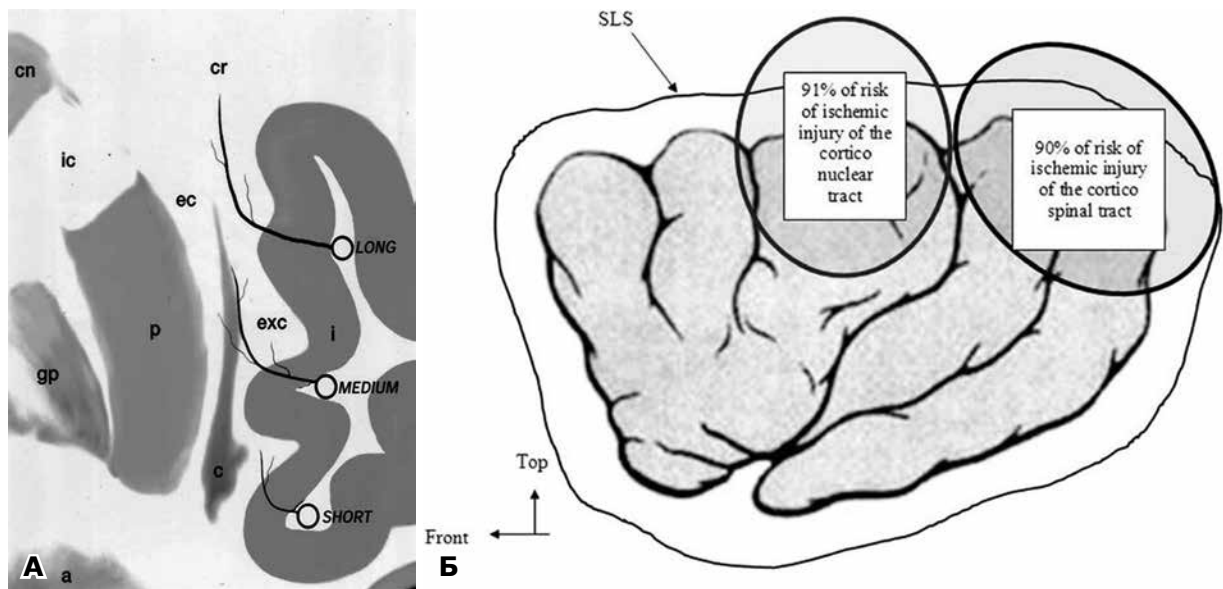 cn
cr
ic
ec
LONG
exc
i
p
gp
MEDIUM
c
SHORT
a
А
SLS
91% of risk
of ischemic
injury of the
cortico
nuclear
tract
90% of risk of
ischemic injury
of the cortico
spinal tract
Top
Front
Б